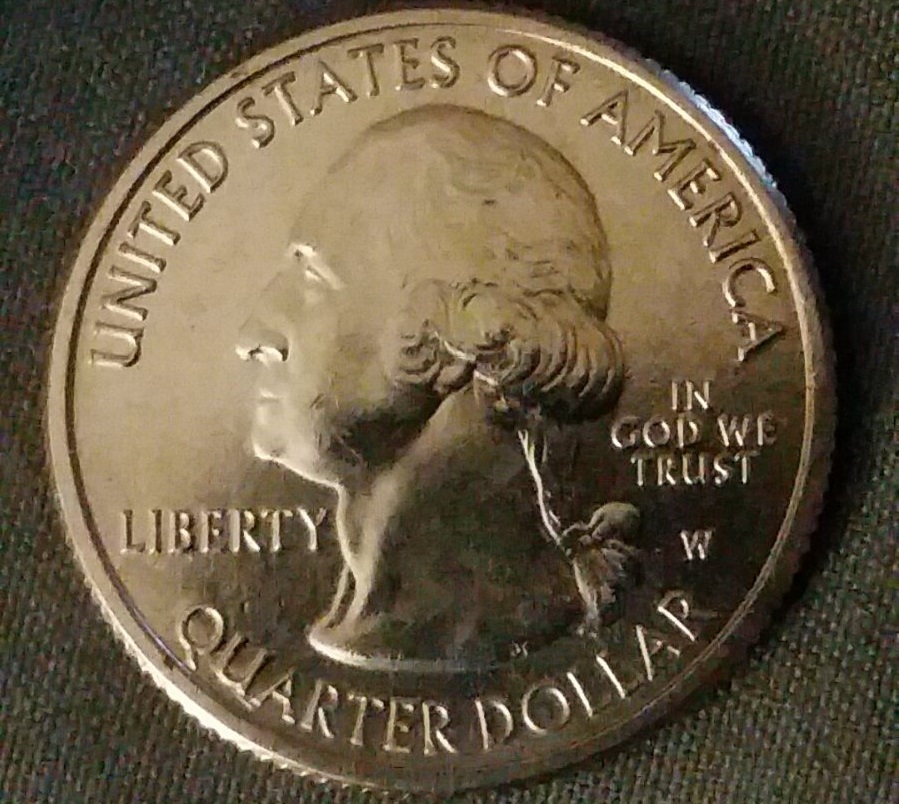 UNITED STATES OF AMERICA
IN
GOD WE
TRUST
LIBERTY
W
QUARTER DOLLAR